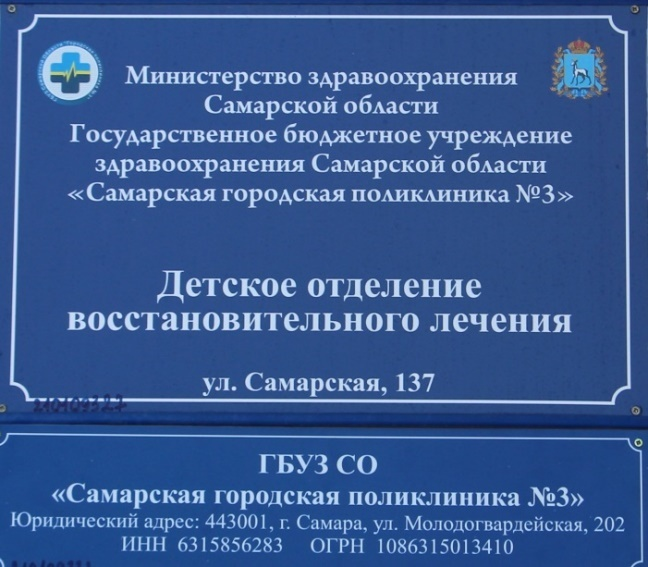 Министерство здравоохранения
Самарской области
Государственное бюджетное учреждение
здравоохранения Самарской области
«Самарская городская поликлиника №3»
Детское отделение
восстановительного лечения
ул. Самарская, 137
ГБУЗ СО
«Самарская городская поликлиника №3»
Юридический адрес: 443001, г. Самара, ул. Молодогвардейская, 202
ИНН 6315856283 ОГРН 1086315013410